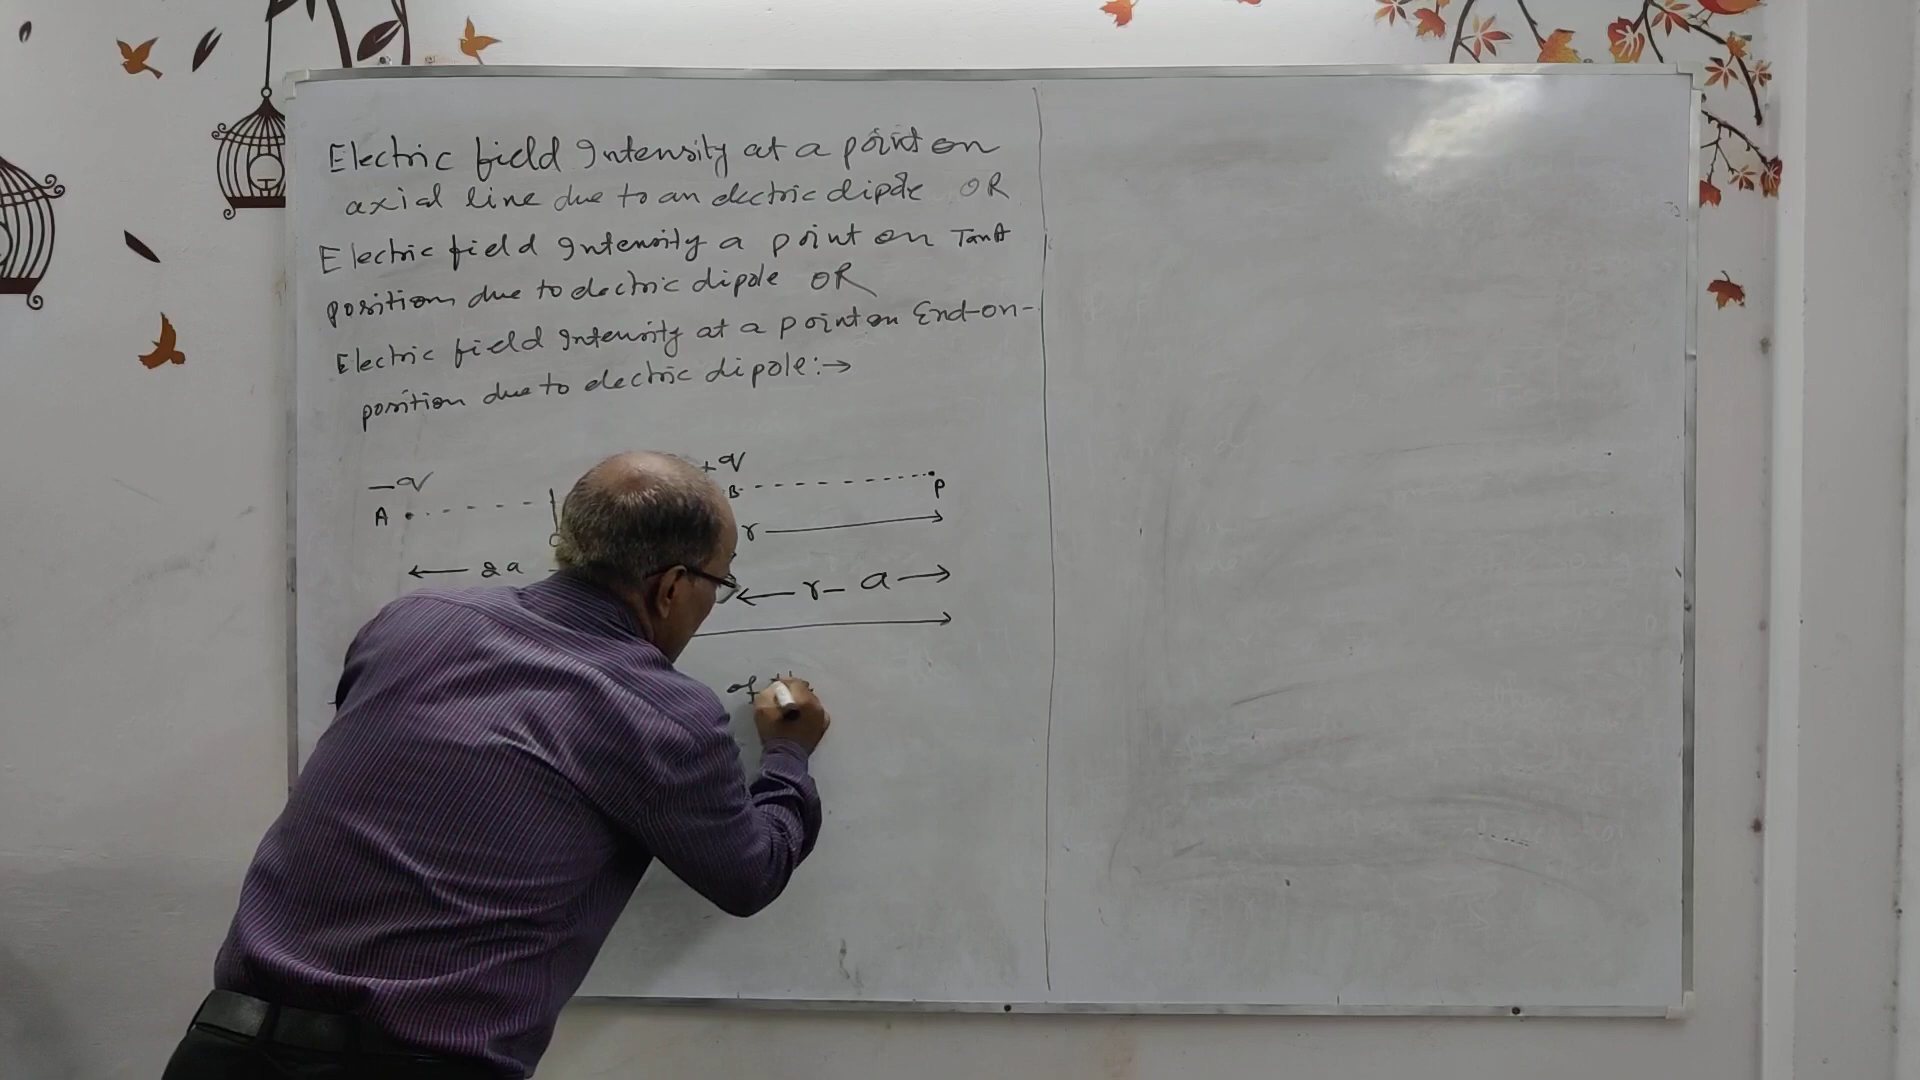 Electric field Intensity at a point on
axial line due to an electric dipole OR
Electric field Intensity a point on TanA
position due to electric dipole OR
Electric field Intensity at a point on End-on-
position due to electric dipole:→
-q +q
A B P
r
2a r - a
of